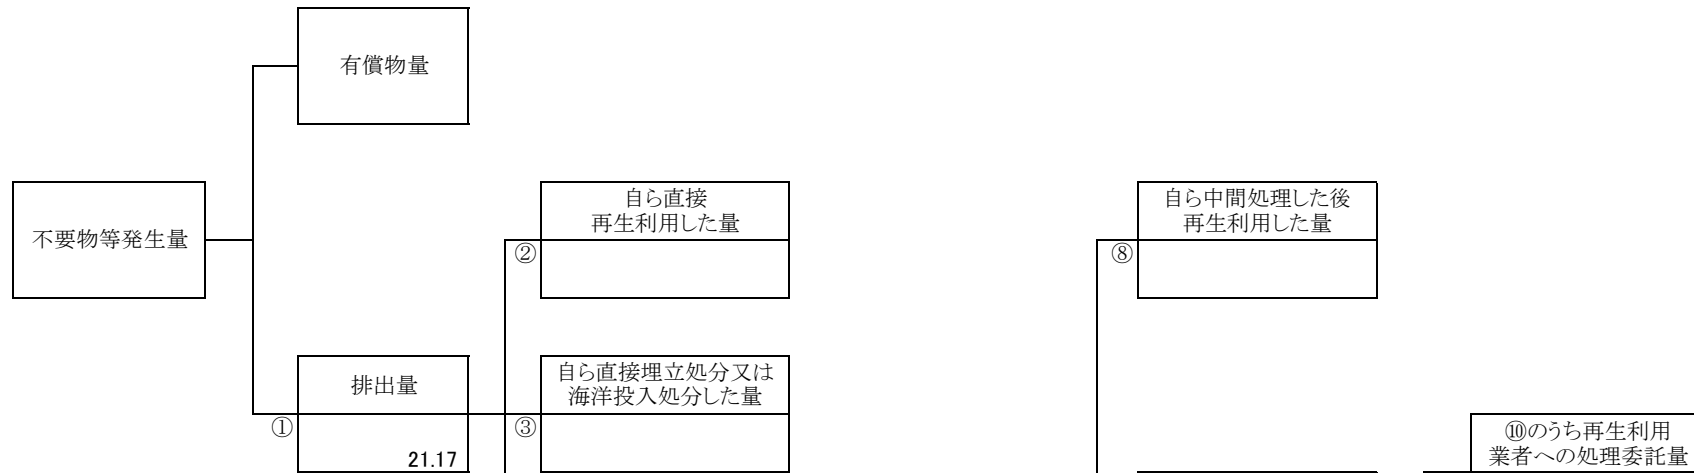 有償物量
不要物等発生量
自ら直接
再生利用した量
②
自ら中間処理した後
再生利用した量
⑧
排出量
①
21.17
自ら直接埋立処分又は
海洋投入処分した量
③
⑩のうち再生利用
業者への処理委託量